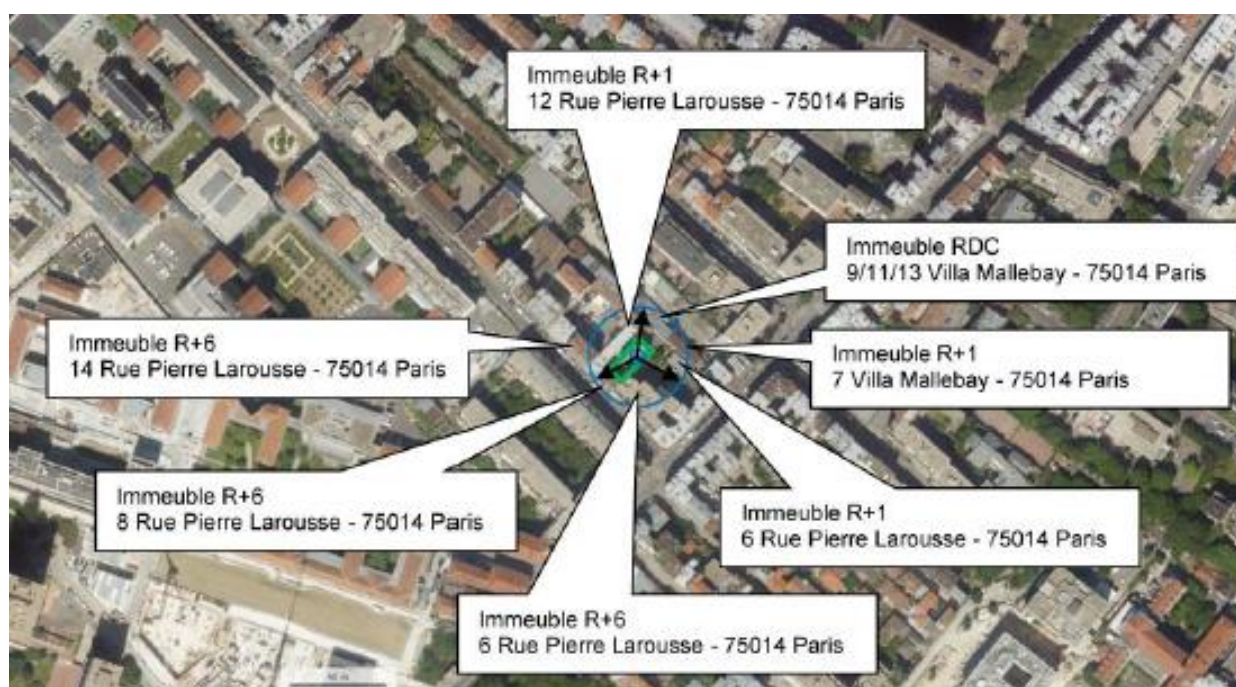 Immeuble R+1
12 Rue Pierre Larousse - 75014 Paris
Immeuble RDC
9/11/13 Villa Mallebay - 75014 Paris
Immeuble R+6
14 Rue Pierre Larousse - 75014 Paris
Immeuble R+1
7 Villa Mallebay - 75014 Paris
Immeuble R+6
8 Rue Pierre Larousse - 75014 Paris
Immeuble R+1
6 Rue Pierre Larousse - 75014 Paris
Immeuble R+6
6 Rue Pierre Larousse - 75014 Paris